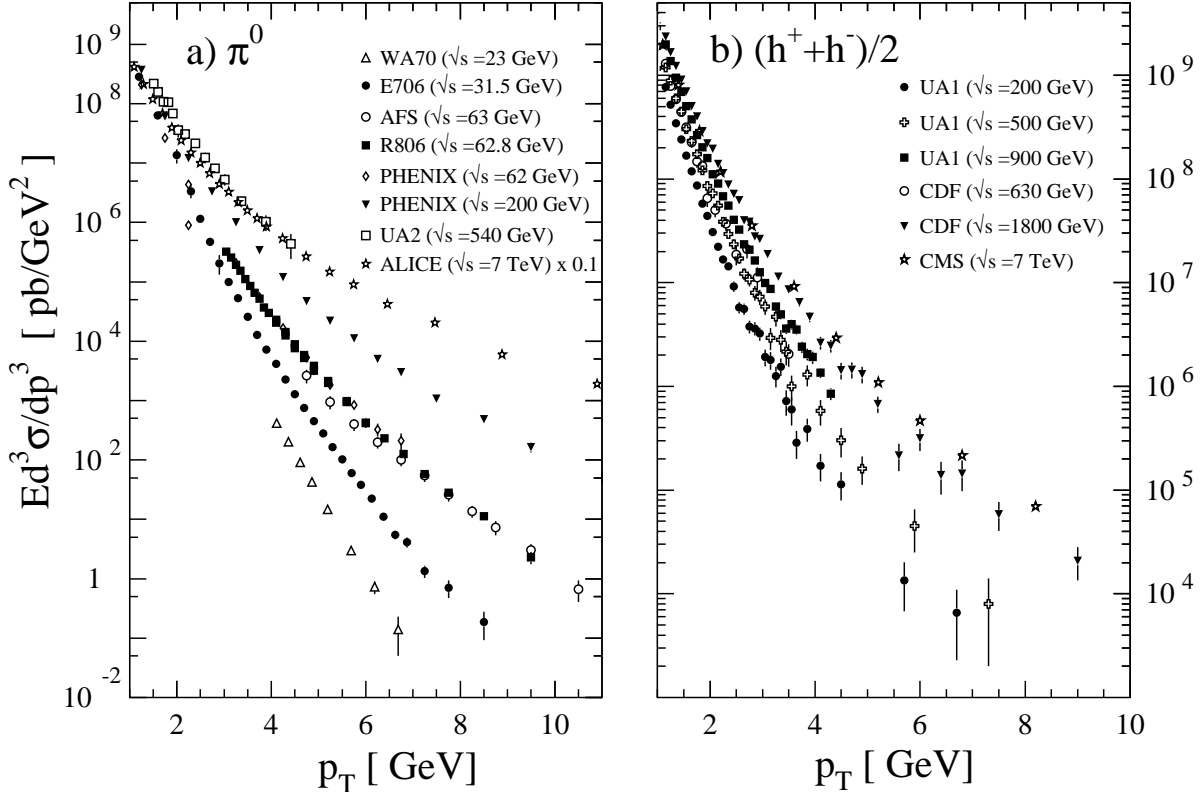 a) π⁰
WA70 (√s =23 GeV)
E706 (√s =31.5 GeV)
AFS (√s =63 GeV)
R806 (√s =62.8 GeV)
PHENIX (√s =62 GeV)
PHENIX (√s =200 GeV)
UA2 (√s =540 GeV)
ALICE (√s =7 TeV) x 0.1
Ed³σ/dp³ [ pb/GeV² ]
10⁹
10⁸
10⁶
10⁴
10²
1
10⁻²
2 4 6 8 10
p_T [ GeV]
b) (h⁺+h⁻)/2
UA1 (√s =200 GeV)
UA1 (√s =500 GeV)
UA1 (√s =900 GeV)
CDF (√s =630 GeV)
CDF (√s =1800 GeV)
CMS (√s =7 TeV)
10⁹
10⁸
10⁷
10⁶
10⁵
10⁴
2 4 6 8 10
p_T [ GeV]